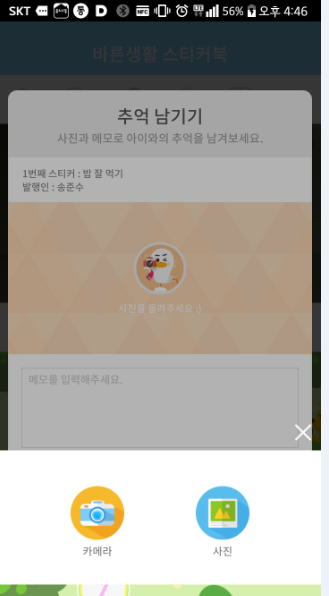 SKT 56% 오후 4:46
바른생활 스티커북
추억 남기기
사진과 메모로 아이와의 추억을 남겨보세요.
1번째 스티커 : 밥 잘 먹기
발행인 : 송준수
사진을 올려주세요 :)
메모를 입력해주세요.
카메라 사진